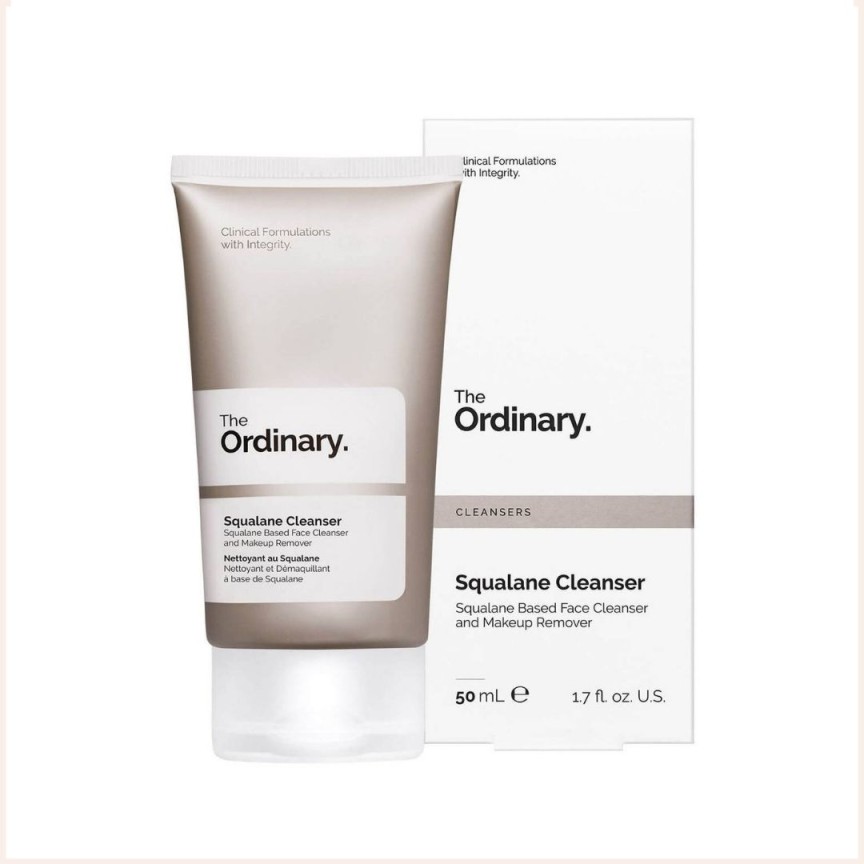 Clinical Formulations
with Integrity.
The
Ordinary.
Squalane Cleanser
Squalane Based Face Cleanser
and Makeup Remover
Nettoyant au Squalane
Nettoyant et Démaquillant
à base de Squalane
linical Formulations
ith Integrity.
The
Ordinary.
CLEANSERS
Squalane Cleanser
Squalane Based Face Cleanser
and Makeup Remover
50 mL ℮ 1.7 fl. oz. U.S.